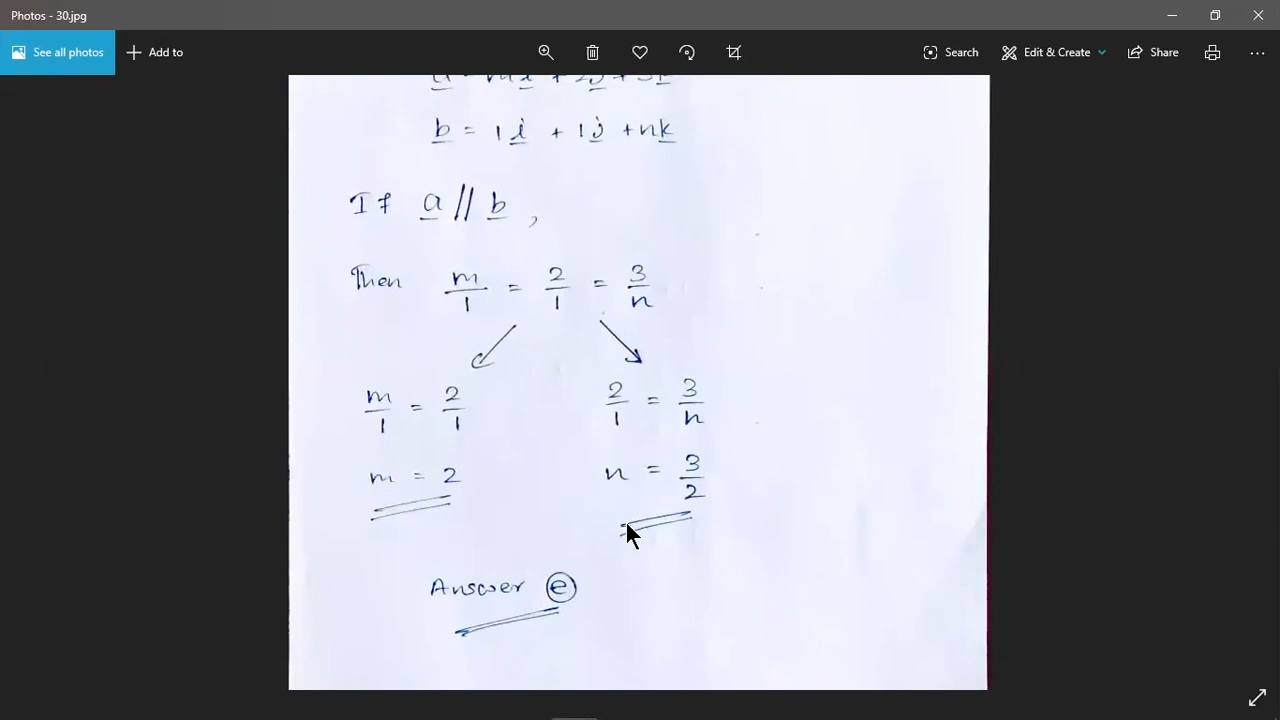 Photos - 30.jpg
See all photos
Add to
Search
Edit & Create
Share
b = 1i + 1j + nk
If a // b ,
Then m/1 = 2/1 = 3/n
m/1 = 2/1
2/1 = 3/n
m = 2
n = 3/2
Answer e